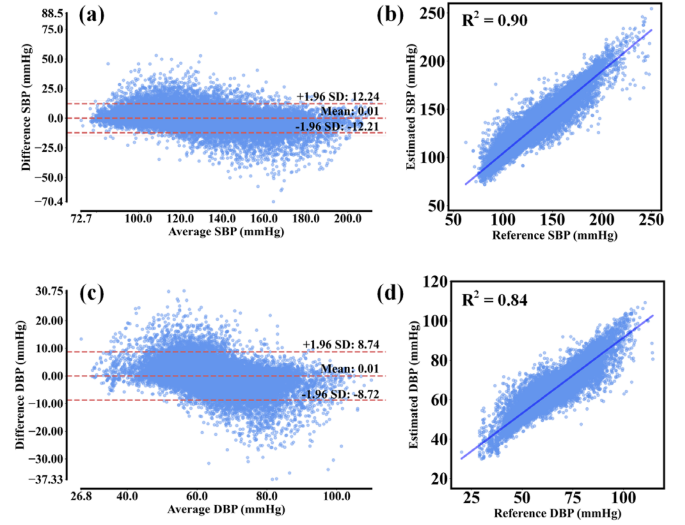 (a)
88.5
75.0
50.0
25.0
0.0
−25.0
−50.0
−70.4
Difference SBP (mmHg)
+1.96 SD: 12.24
Mean: 0.01
-1.96 SD: -12.21
72.7 100.0 120.0 140.0 160.0 180.0 200.0
Average SBP (mmHg)
(b)
R² = 0.90
250
200
150
100
50
Estimated SBP (mmHg)
50 100 150 200 250
Reference SBP (mmHg)
(c)
30.75
20.00
10.00
0.00
−10.00
−20.00
−30.00
−37.33
Difference DBP (mmHg)
+1.96 SD: 8.74
Mean: 0.01
-1.96 SD: -8.72
26.8 40.0 60.0 80.0 100.0
Average DBP (mmHg)
(d)
R² = 0.84
120
100
80
60
40
20
Estimated DBP (mmHg)
20 25 50 75 100
Reference DBP (mmHg)